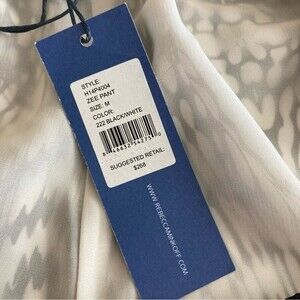 STYLE:
H14P4004
ZEE PANT
SIZE: M
COLOR:
222 BLACK/WHITE
SUGGESTED RETAIL:
$268
WWW.REBECCAMINKOFF.COM